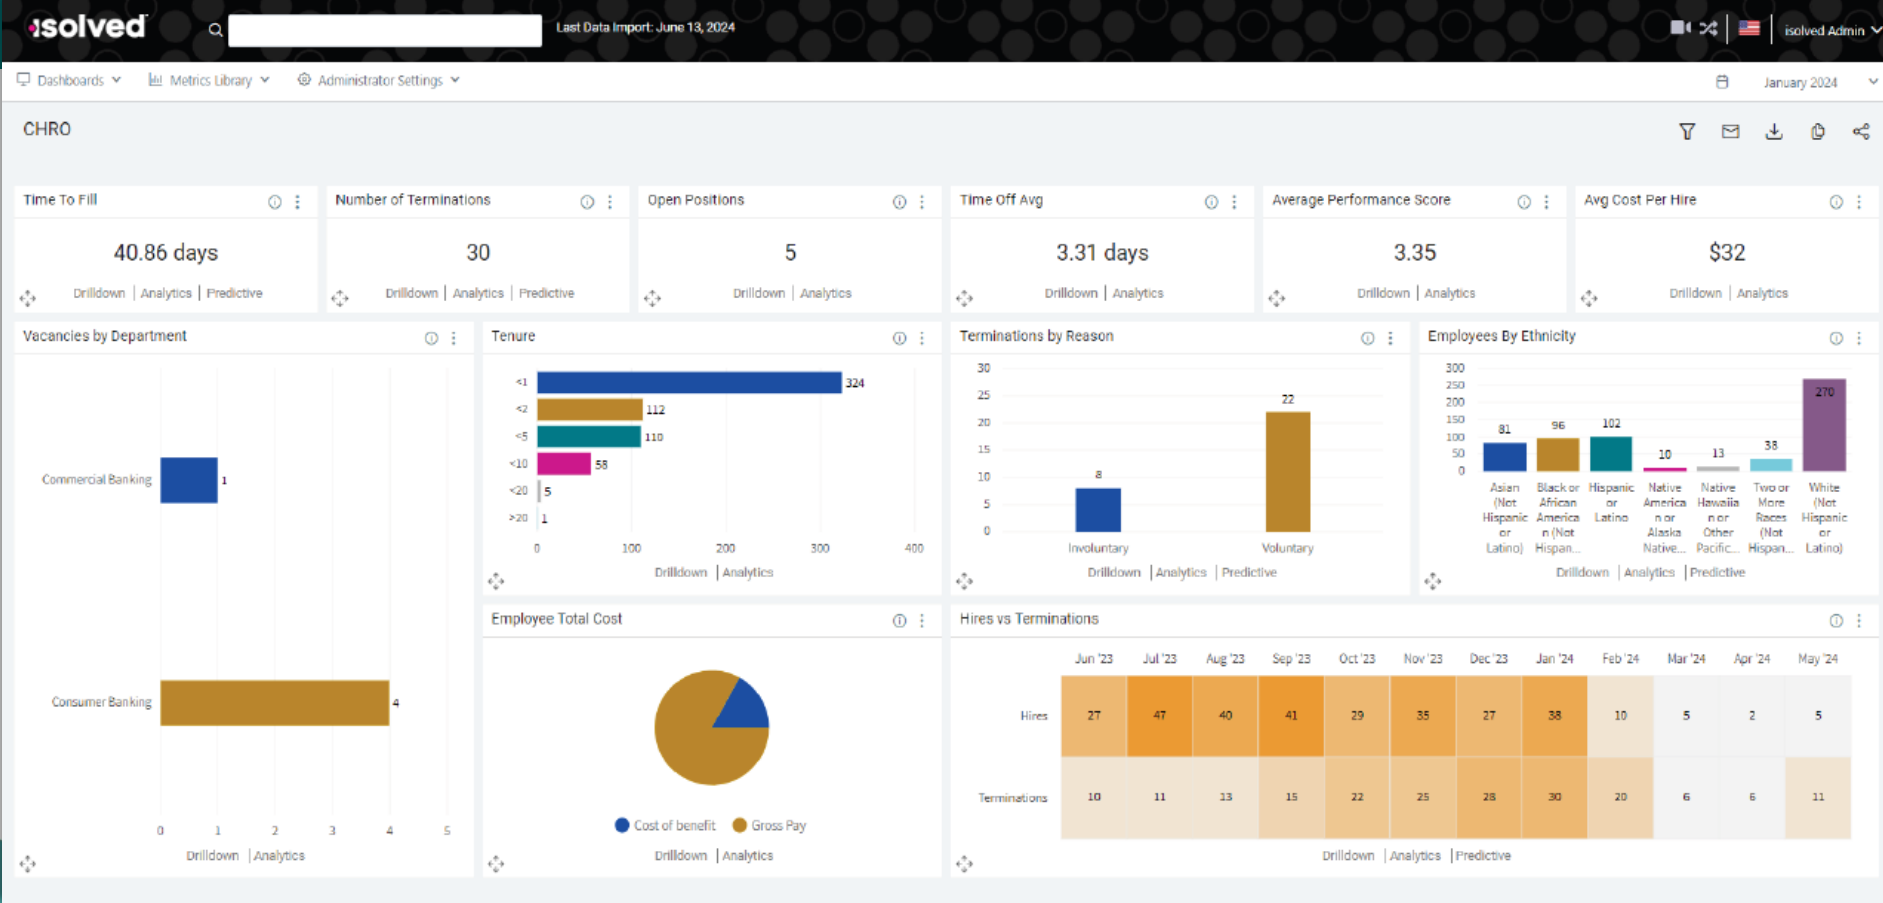 isolved
Last Data Import: June 13, 2024
isolved Admin
Dashboards
Metrics Library
Administrator Settings
January 2024
CHRO
Time To Fill
40.86 days
Drilldown | Analytics | Predictive
Number of Terminations
30
Drilldown | Analytics | Predictive
Open Positions
5
Drilldown | Analytics
Time Off Avg
3.31 days
Drilldown | Analytics
Average Performance Score
3.35
Drilldown | Analytics
Avg Cost Per Hire
$32
Drilldown | Analytics
Vacancies by Department
Commercial Banking
1
Consumer Banking
4
0 1 2 3 4 5
Drilldown | Analytics
Tenure
<1 324
<2 112
<5 110
<10 58
<20 5
>20 1
0 100 200 300 400
Drilldown | Analytics
Terminations by Reason
30
25
20
15
10
5
0
8
22
Involuntary Voluntary
Drilldown | Analytics | Predictive
Employees By Ethnicity
300
250
200
150
100
50
0
81 96 102 10 13 38 270
Asian
(Not
Hispanic
or
Latino)
Black or
African
America
n (Not
Hispan...
Hispanic
or
Latino
Native
America
n or
Alaska
Native...
Native
Hawaiia
n or
Other
Pacific...
Two or
More
Races
(Not
Hispan...
White
(Not
Hispanic
or
Latino)
Drilldown | Analytics | Predictive
Employee Total Cost
Cost of benefit Gross Pay
Drilldown | Analytics
Hires vs Terminations
Jun '23 Jul '23 Aug '23 Sep '23 Oct '23 Nov '23 Dec '23 Jan '24 Feb '24 Mar '24 Apr '24 May '24
Hires 27 47 40 41 29 35 27 38 10 5 2 5
Terminations 10 11 13 15 22 25 28 30 20 6 6 11
Drilldown | Analytics | Predictive